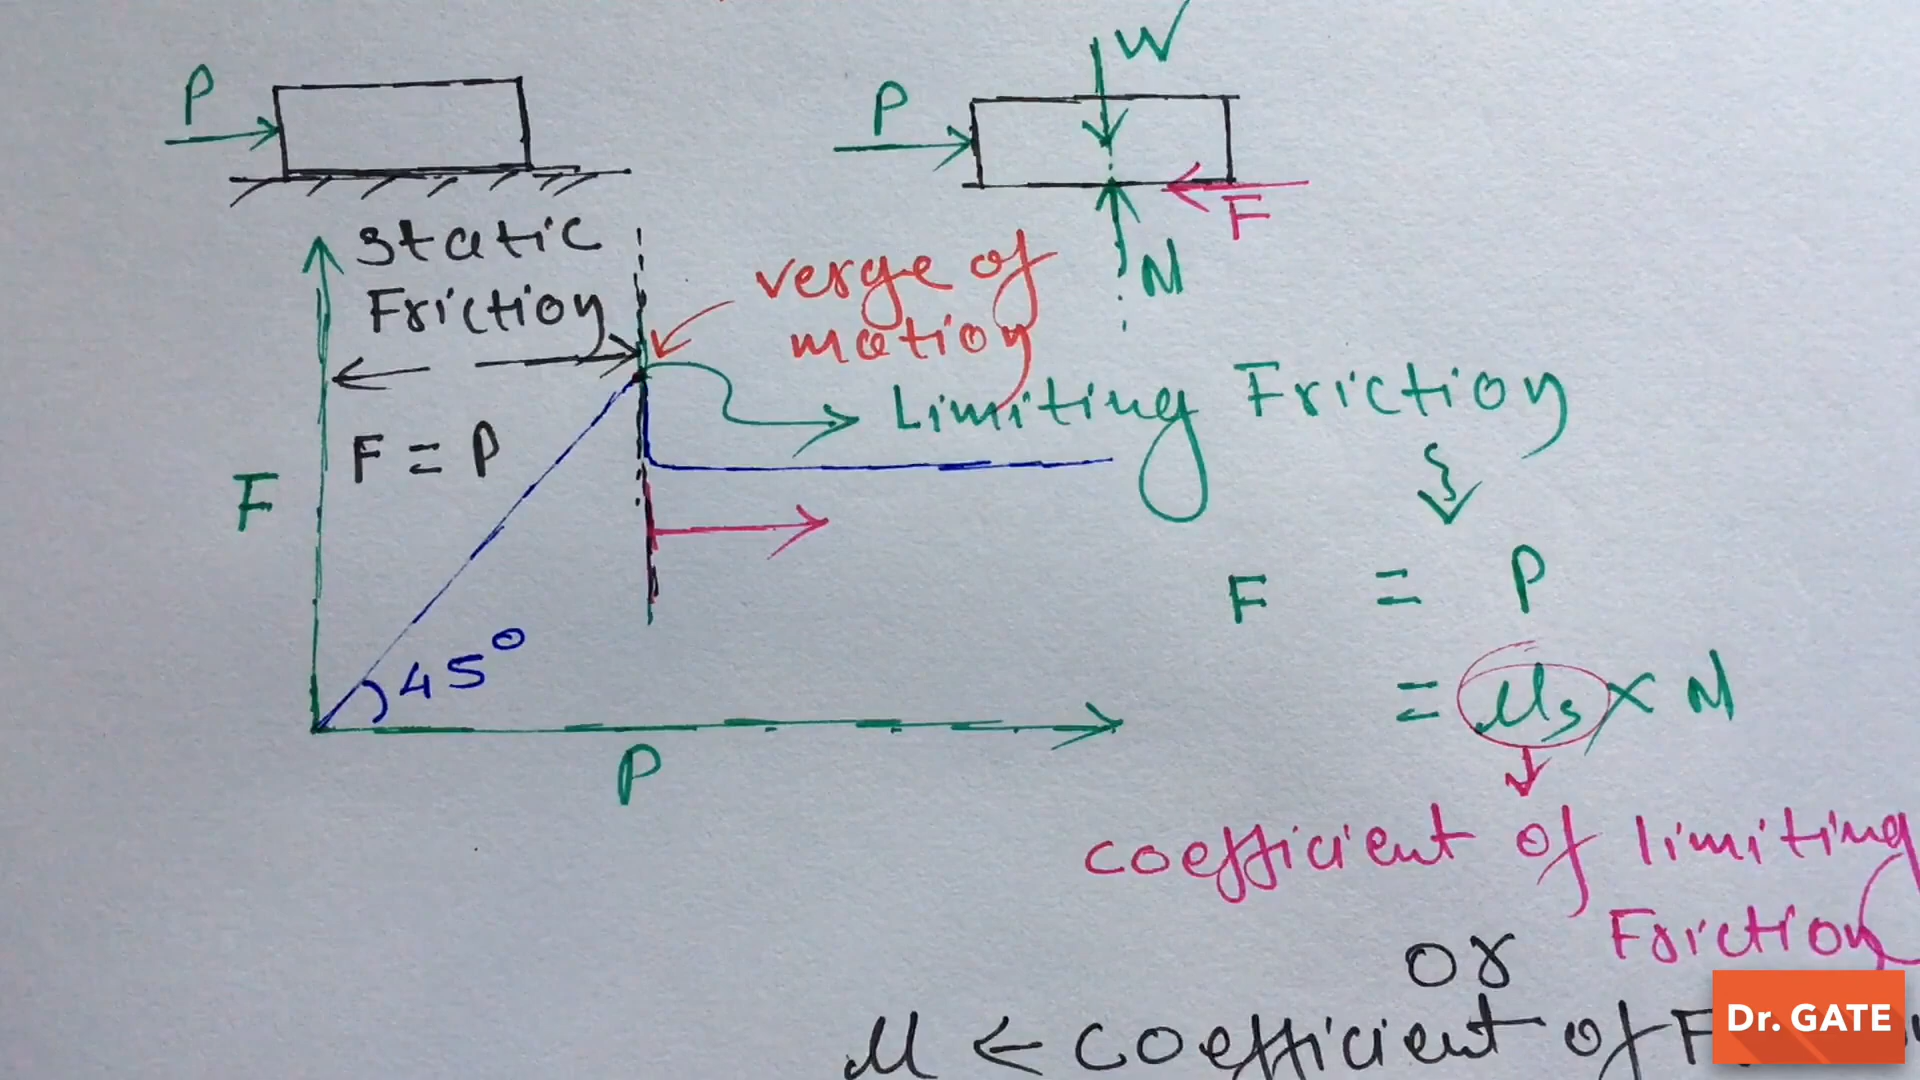 P
W
P
F
N
Static
Friction
verge of
motion
Limiting Friction
F = P
F
45°
P
F = P
= μs × N
coefficient of limiting
Friction
or
μ ← coefficient of
Dr. GATE